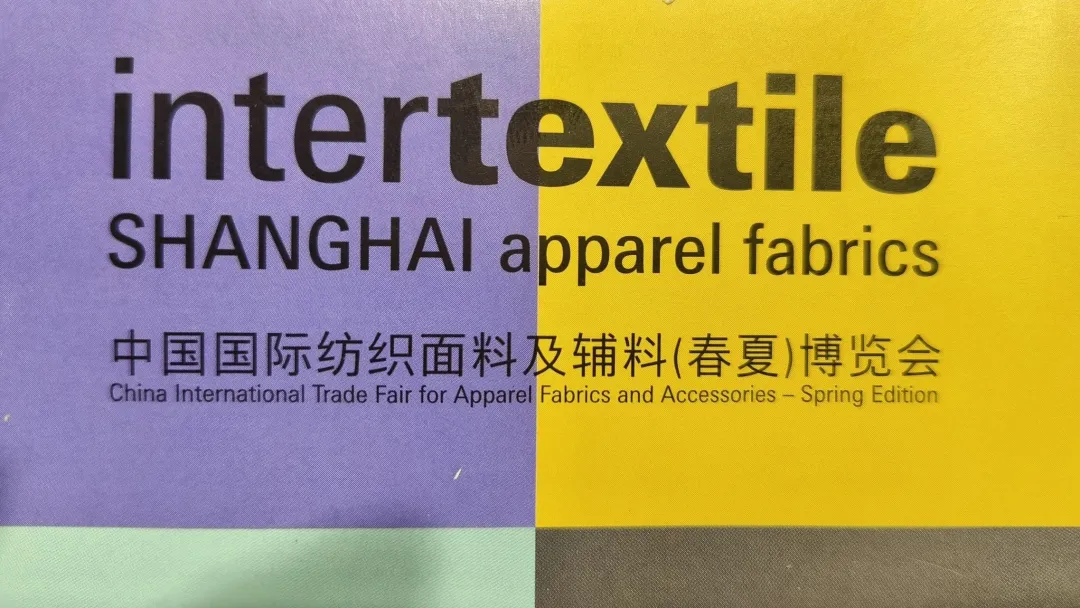 intertextile
SHANGHAI apparel fabrics
中国国际纺织面料及辅料(春夏)博览会
China International Trade Fair for Apparel Fabrics and Accessories – Spring Edition